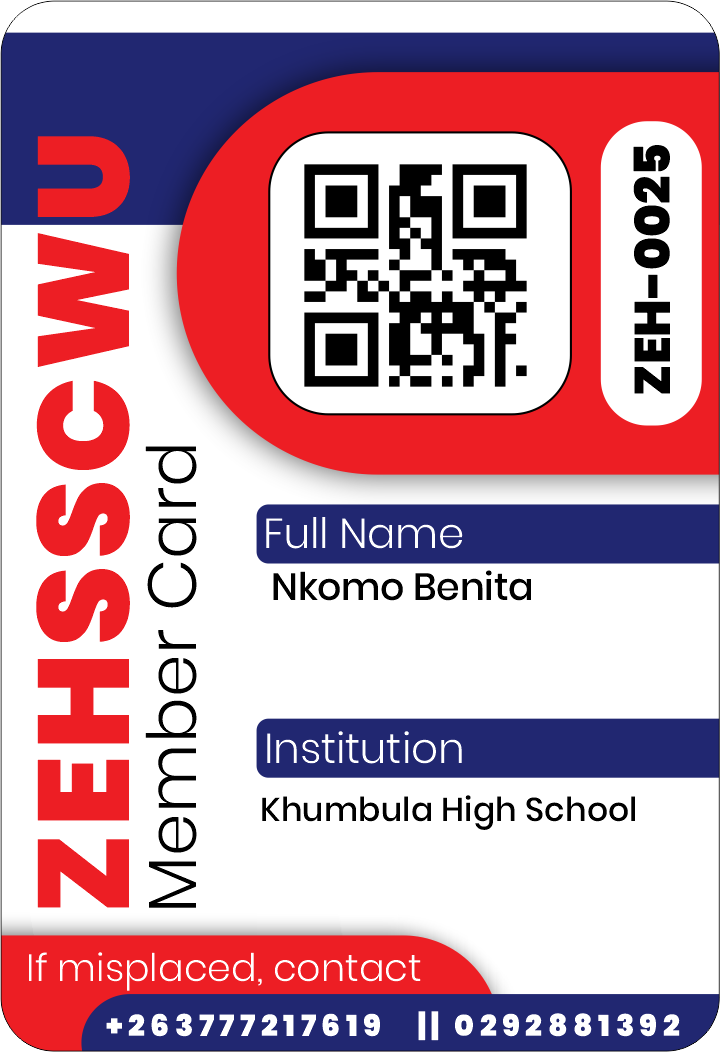 ZEHSSCWU
Member Card
ZEH-0025
Full Name
Nkomo Benita
Institution
Khumbula High School
If misplaced, contact
+263777217619 || 0292881392